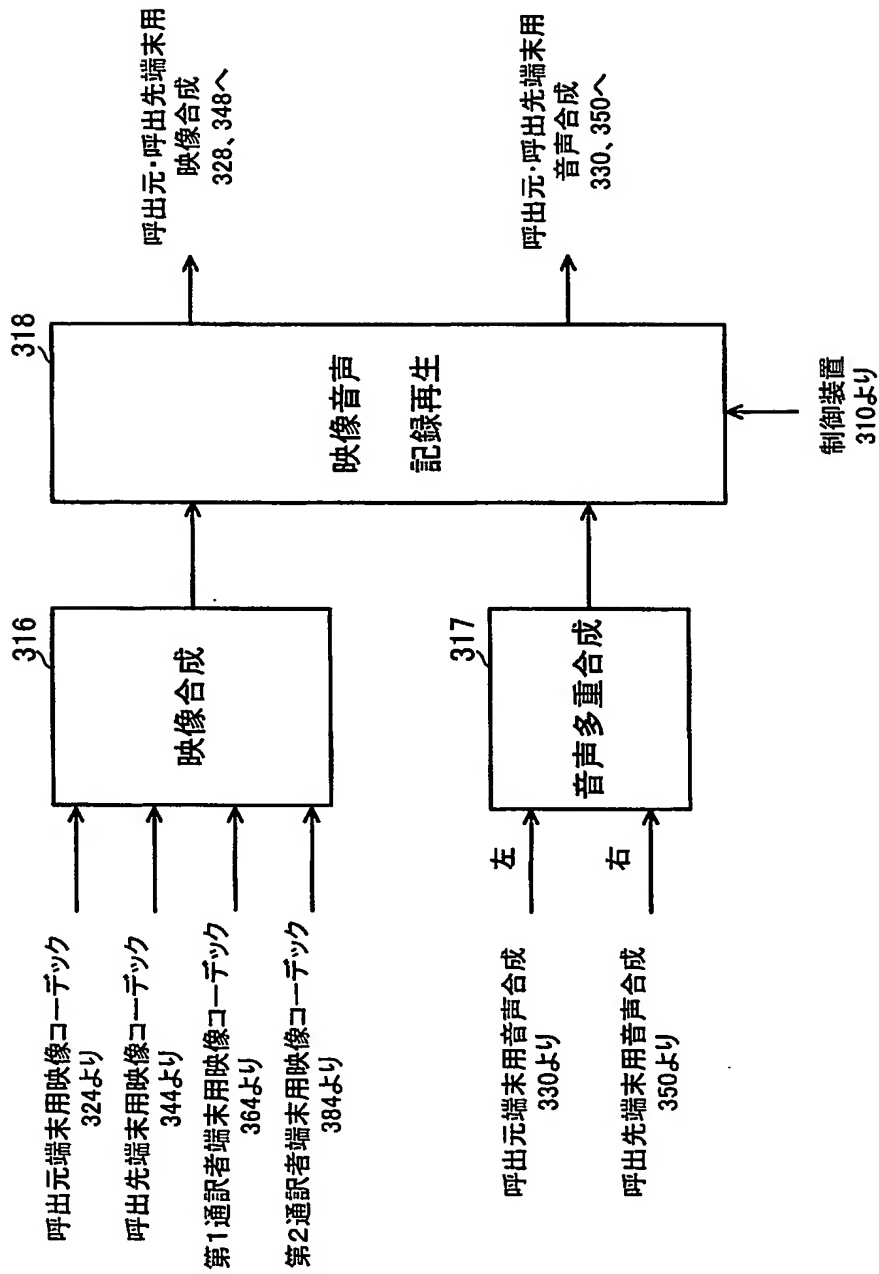 呼出元端末用映像コーデック
324より
呼出先端末用映像コーデック
344より
第1通訳者端末用映像コーデック
364より
第2通訳者端末用映像コーデック
384より
316
映像合成
呼出元端末用音声合成
330より
左
呼出先端末用音声合成
350より
右
317
音声多重合成
318
映像音声
記録再生
制御装置
310より
呼出元・呼出先端末用
映像合成
328、348へ
呼出元・呼出先端末用
音声合成
330、350へ